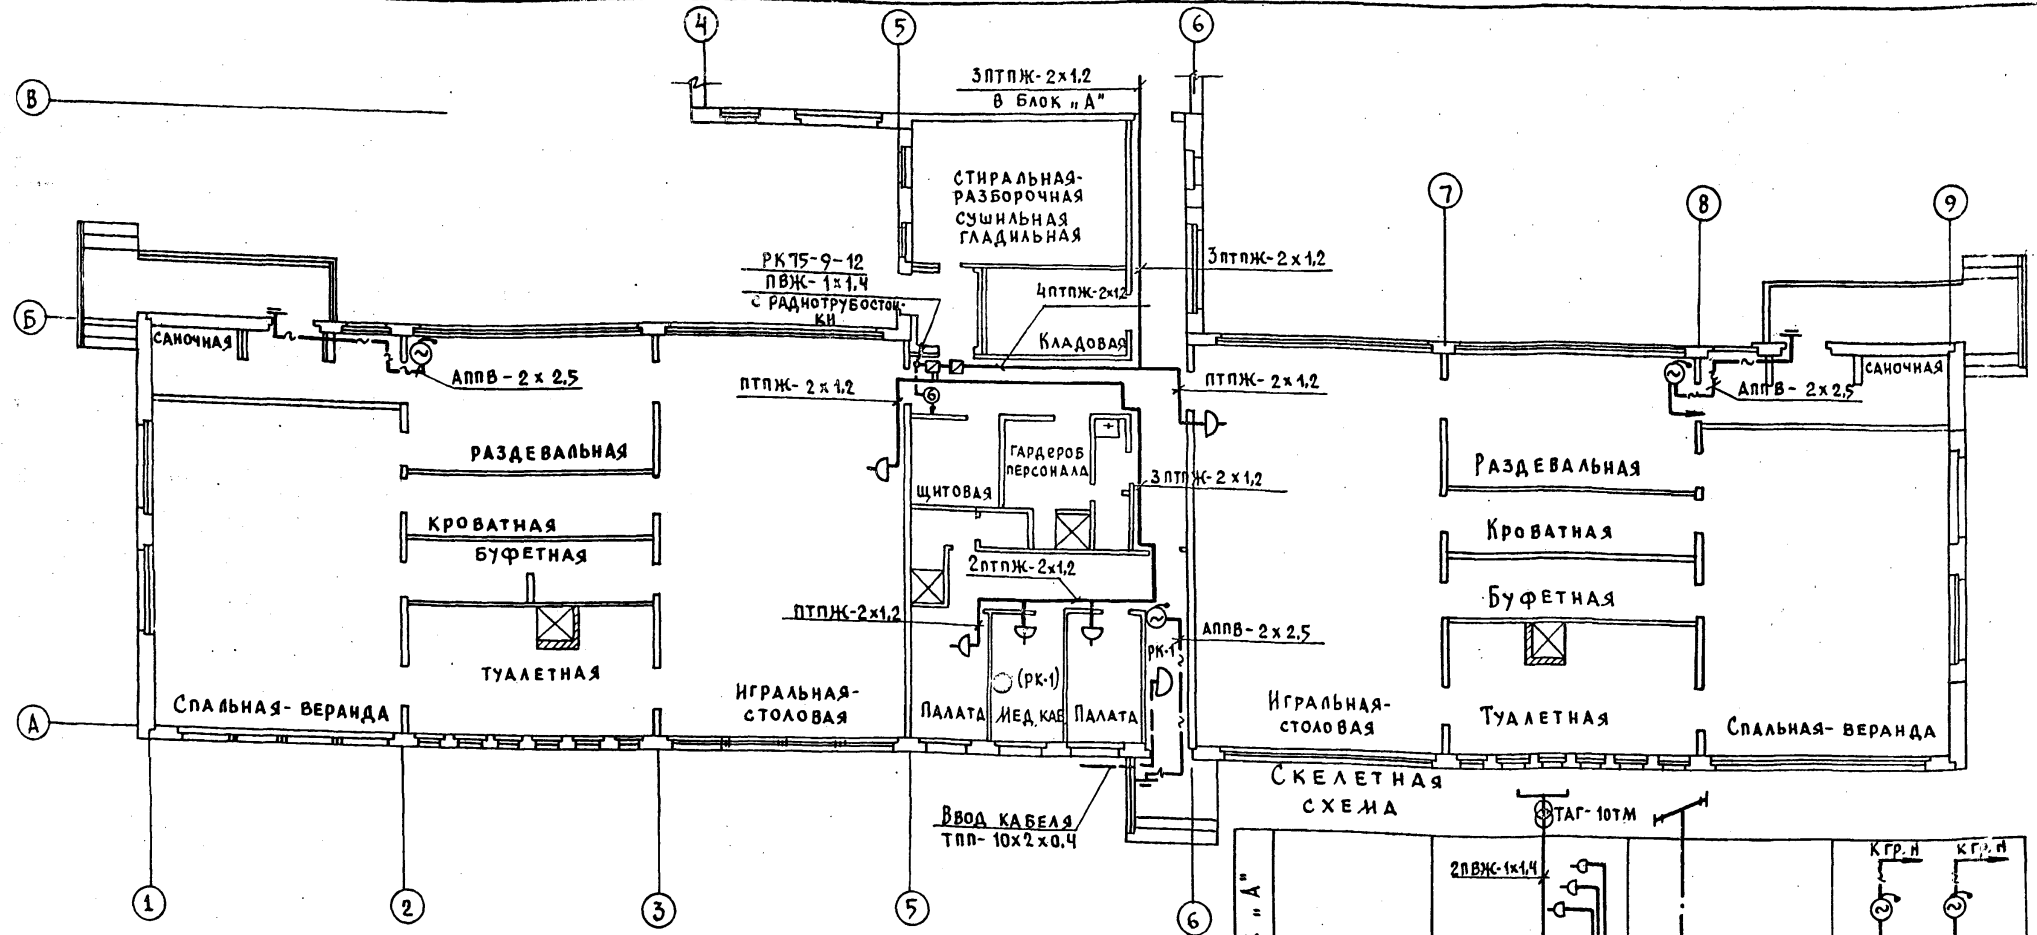 4
5
6
В
3ПТПЖ-2х1,2
В БЛОК „А"
СТИРАЛЬНАЯ-
РАЗБОРОЧНАЯ
СУШИЛЬНАЯ
ГЛАДИЛЬНАЯ
7
8
9
РК75-9-12
ПВЖ-1х1,4
С РАДИОТРУБОСТОЙ-
КИ
3ПТПЖ-2х1,2
4ПТПЖ-2х1,2
Б
САНОЧНАЯ
КЛАДОВАЯ
САНОЧНАЯ
АППВ-2х2,5
ПТПЖ-2х1,2
ПТПЖ-2х1,2
АППВ-2х2,5
6
РАЗДЕВАЛЬНАЯ
ГАРДЕРОБ
ПЕРСОНАЛА
РАЗДЕВАЛЬНАЯ
ЩИТОВАЯ
3ПТПЖ-2х1,2
КРОВАТНАЯ
КРОВАТНАЯ
БУФЕТНАЯ
2ПТПЖ-2х1,2
БУФЕТНАЯ
ПТПЖ-2х1,2
АППВ-2х2,5
РК-1
ТУАЛЕТНАЯ
(РК-1)
ИГРАЛЬНАЯ-
СТОЛОВАЯ
ИГРАЛЬНАЯ-
СТОЛОВАЯ
СПАЛЬНАЯ-ВЕРАНДА
ПАЛАТА
МЕД.КАБ
ПАЛАТА
ТУАЛЕТНАЯ
СПАЛЬНАЯ-ВЕРАНДА
А
СКЕЛЕТНАЯ
СХЕМА
ВВОД КАБЕЛЯ
ТПП-10х2х0,4
ТАГ-10ТМ
2ПВЖ-1х1,4
К ГР.Н
К ГР.Н
„А"
1
2
3
5
6